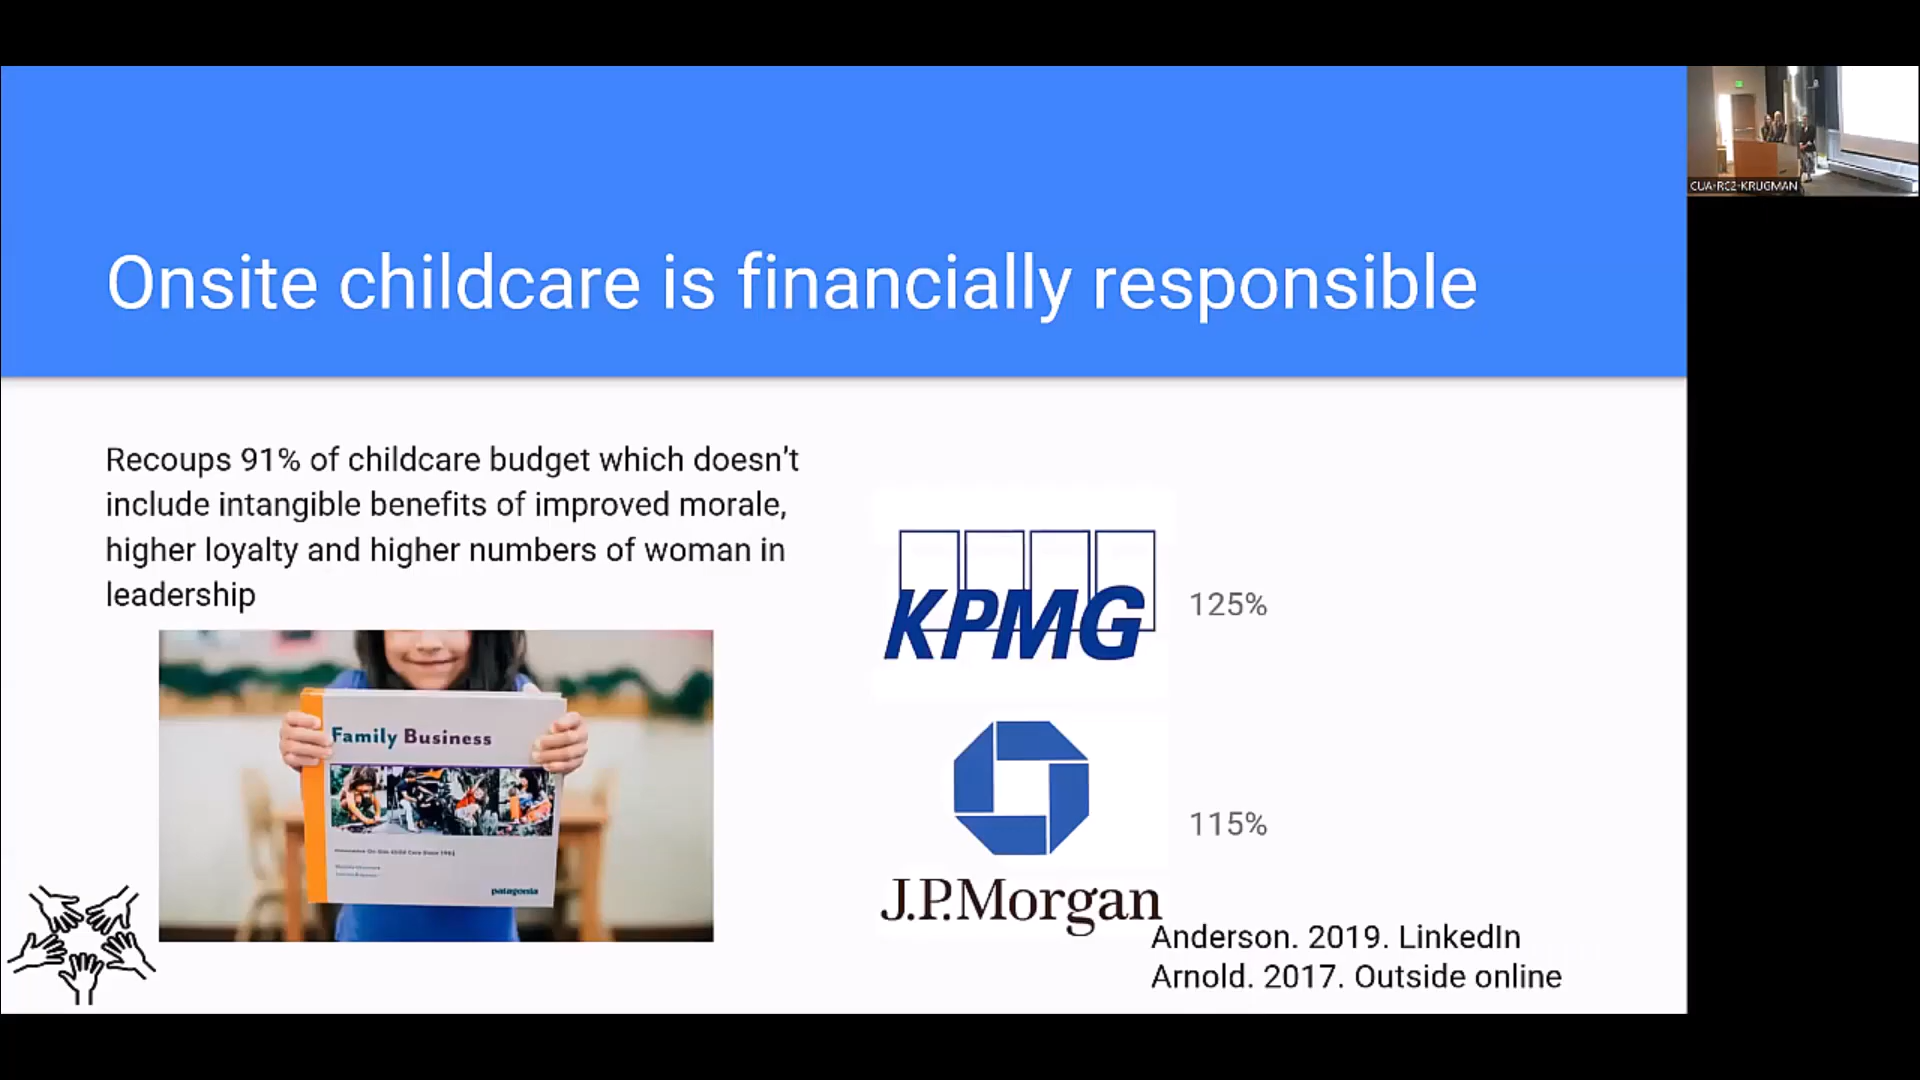 Onsite childcare is financially responsible
Recoups 91% of childcare budget which doesn't
include intangible benefits of improved morale,
higher loyalty and higher numbers of woman in
leadership
Family Business
patagonia
KPMG
125%
115%
J.P.Morgan
Anderson. 2019. LinkedIn
Arnold. 2017. Outside online
CUA-RC2-KRUGMAN